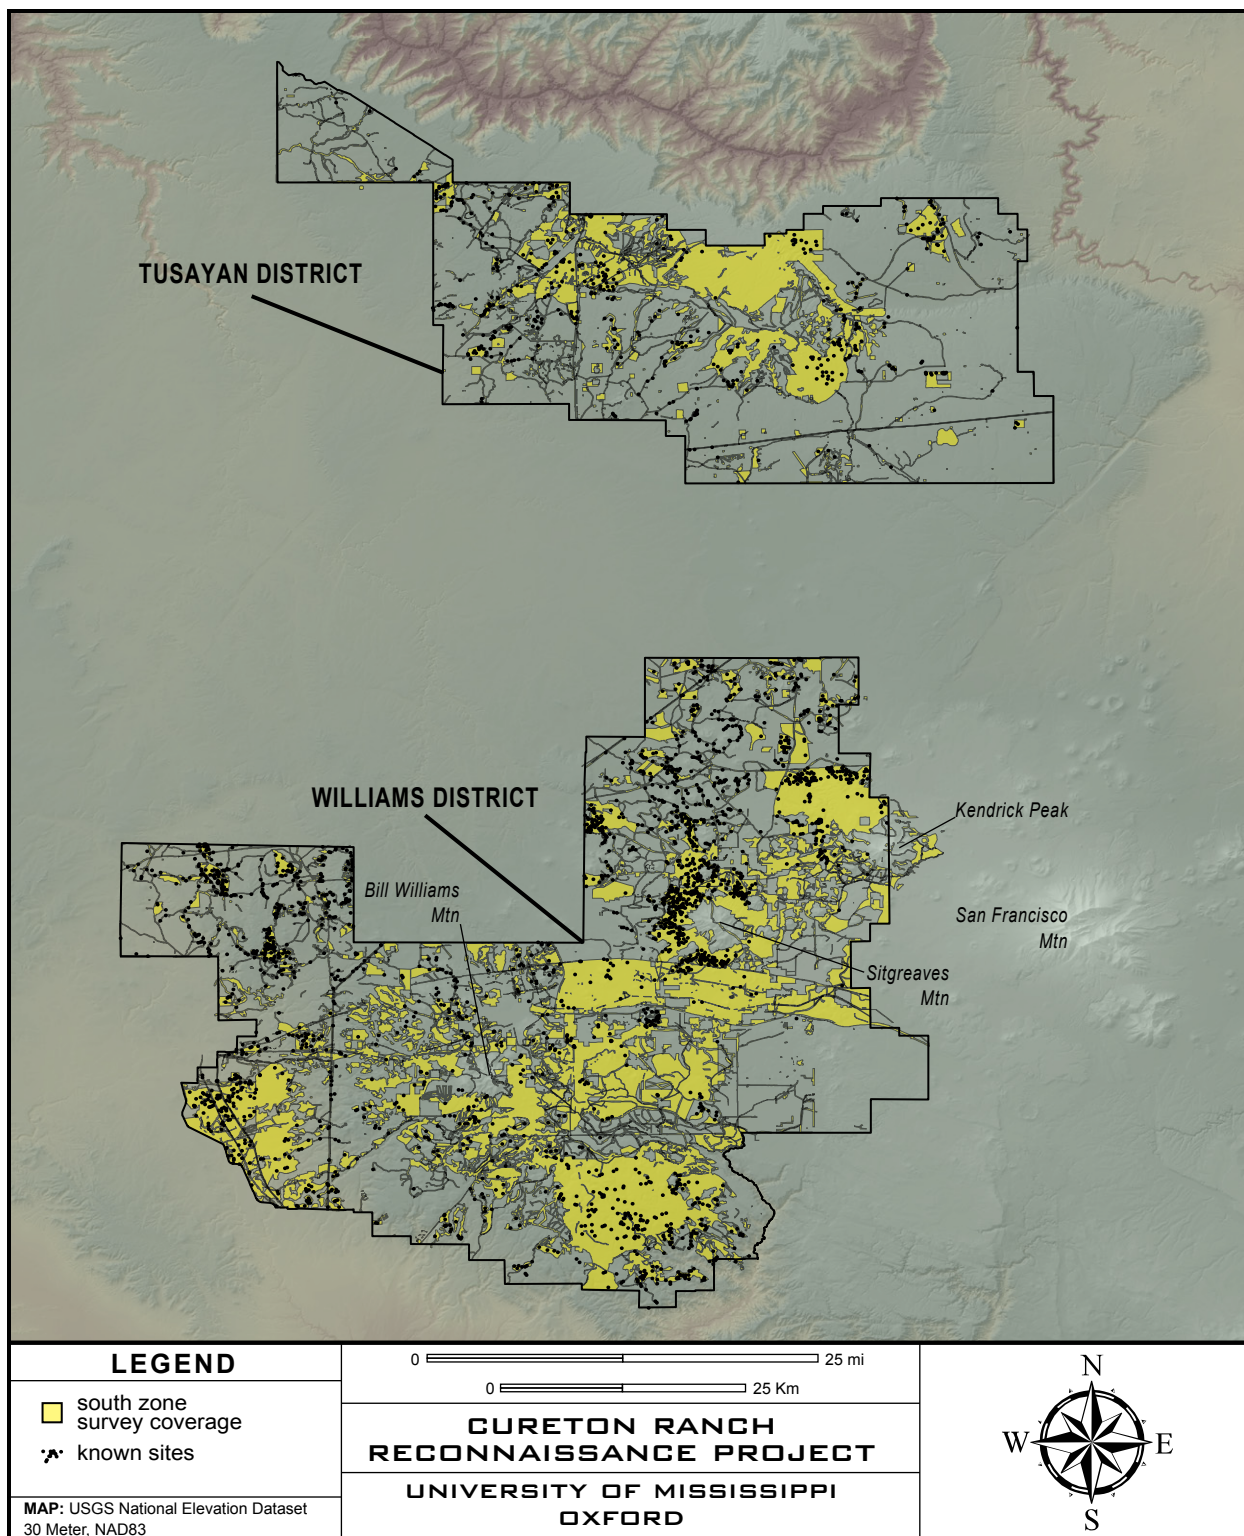 TUSAYAN DISTRICT
WILLIAMS DISTRICT
Kendrick Peak
Bill Williams
Mtn
San Francisco
Mtn
Sitgreaves
Mtn
LEGEND
south zone
survey coverage
known sites
MAP: USGS National Elevation Dataset
30 Meter, NAD83
0 25 mi
0 25 Km
CURETON RANCH
RECONNAISSANCE PROJECT
UNIVERSITY OF MISSISSIPPI
OXFORD
N
W E
S